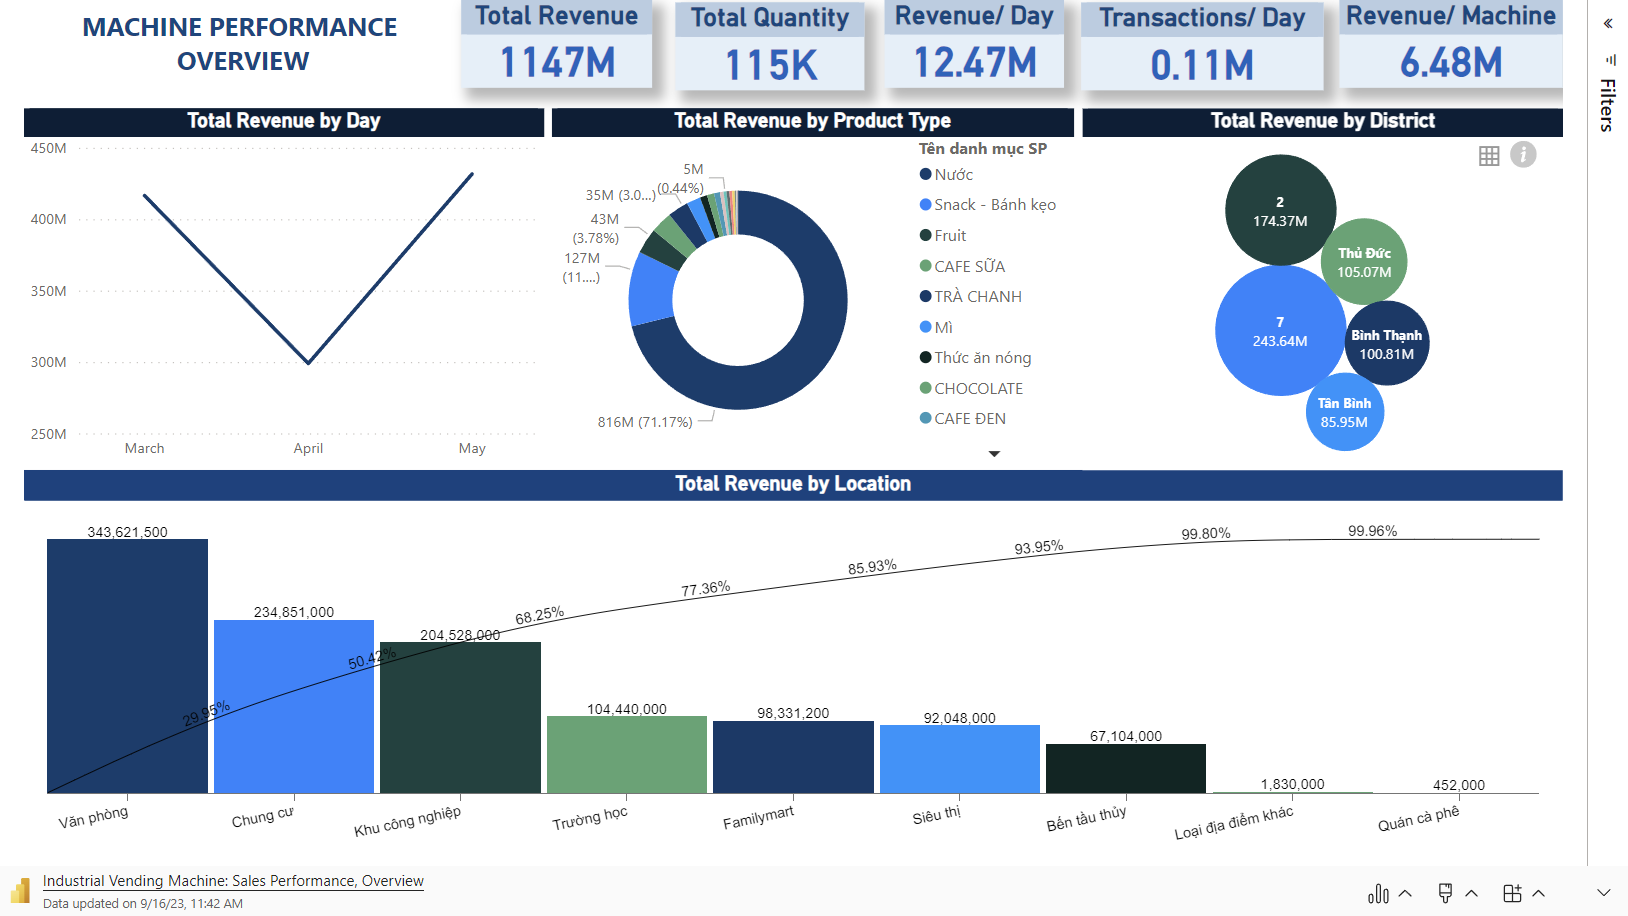 MACHINE PERFORMANCE
OVERVIEW
Total Revenue
1147M
Total Quantity
115K
Revenue/ Day
12.47M
Transactions/ Day
0.11M
Revenue/ Machine
6.48M
Filters
Total Revenue by Day
450M
400M
350M
300M
250M
March
April
May
Total Revenue by Product Type
5M
(0.44%)
35M (3.0...)
43M
(3.78%)
127M
(11....)
816M (71.17%)
Tên danh mục SP
Nước
Snack - Bánh kẹo
Fruit
CAFE SỮA
TRÀ CHANH
Mì
Thức ăn nóng
CHOCOLATE
CAFE ĐEN
Total Revenue by District
2
174.37M
Thủ Đức
105.07M
7
243.64M
Bình Thạnh
100.81M
Tân Bình
85.95M
Total Revenue by Location
343,621,500
234,851,000
204,528,000
104,440,000
98,331,200
92,048,000
67,104,000
1,830,000
452,000
29.95%
50.42%
68.25%
77.36%
85.93%
93.95%
99.80%
99.96%
Văn phòng
Chung cư
Khu công nghiệp
Trường học
Familymart
Siêu thị
Bến tầu thủy
Loại địa điểm khác
Quán cà phê
Industrial Vending Machine: Sales Performance, Overview
Data updated on 9/16/23, 11:42 AM